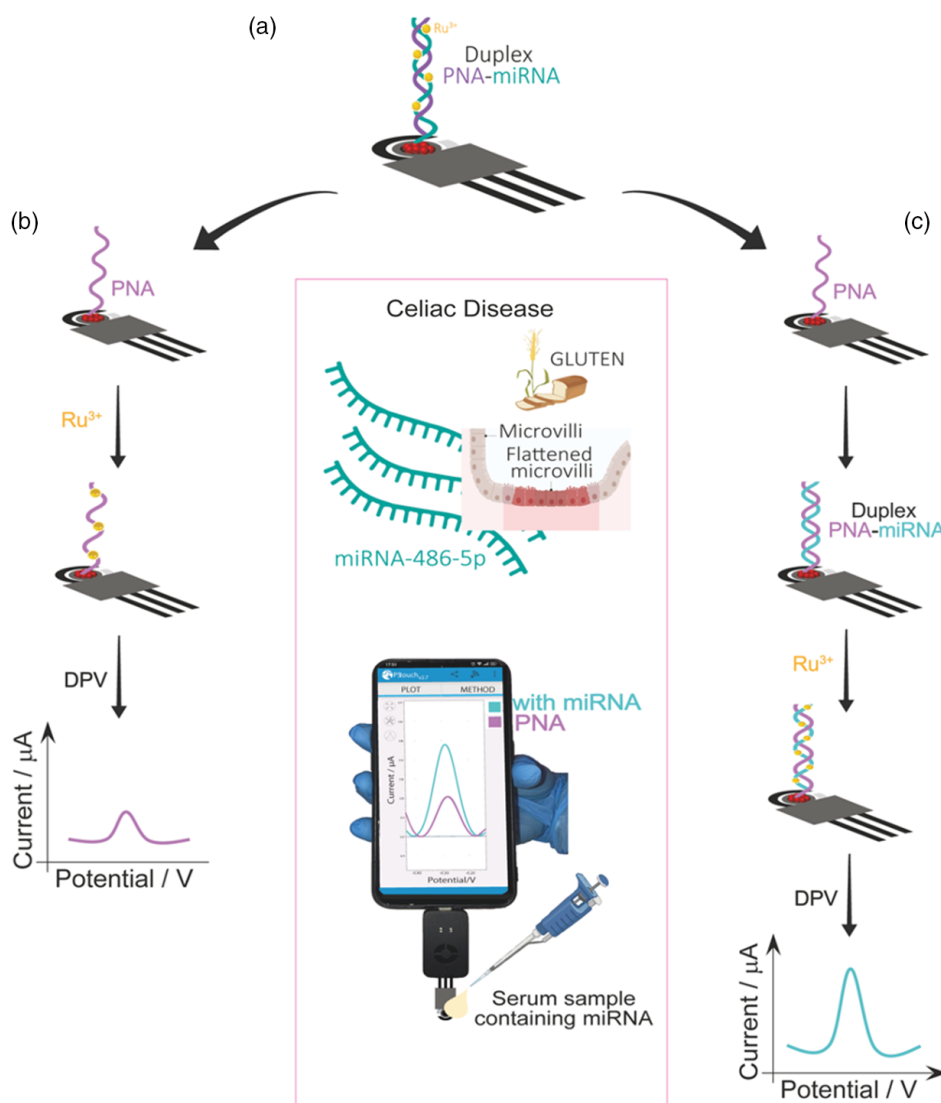 (a)
Ru³⁺
Duplex
PNA-miRNA
(b)
PNA
Ru³⁺
DPV
Current / µA
Potential / V
Celiac Disease
GLUTEN
Microvilli
Flattened
microvilli
miRNA-486-5p
PStouch
PLOT
METHOD
with miRNA
PNA
Current / µA
Potential/V
Serum sample
containing miRNA
(c)
PNA
Duplex
PNA-miRNA
Ru³⁺
DPV
Current / µA
Potential / V